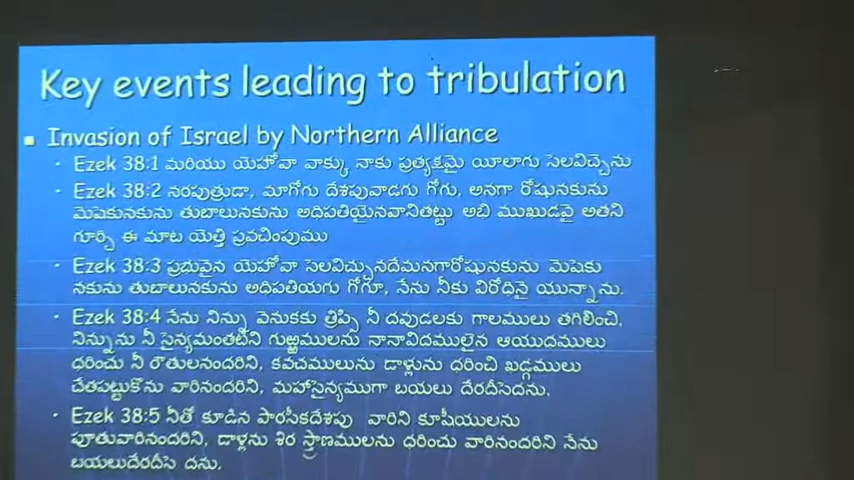 Key events leading to tribulation
Invasion of Israel by Northern Alliance
Ezek 38:1 మరియు యెహోవా వాక్కు నాకు ప్రత్యక్షమై యీలాగు సెలవిచ్చెను
Ezek 38:2 నరపుత్రుడా, మాగోగు దేశపువాడగు గోగు, అనగా రోషునకును
మెషెకునకును తుబాలునకును అధిపతియైనవానితట్టు అభి ముఖుడవై అతని
గూర్చి ఈ మాట యెత్తి ప్రవచింపుము
Ezek 38:3 ప్రభువైన యెహోవా సెలవిచ్చునదేమనగారోషునకును మెషెకు
నకును తుబాలునకును అధిపతియగు గోగూ, నేను నీకు విరోధినై యున్నాను.
Ezek 38:4 నేను నిన్ను వెనుకకు త్రిప్పి నీ దవుడలకు గాలములు తగిలించి,
నిన్నును నీ సైన్యమంతటిని గుఱ్ఱములను నానావిదములైన ఆయుదములు
ధరించు నీ రౌతులనందరిని, కవచములును డాళ్లును ధరించి ఖడ్గములు
చేతపట్టుకొను వారినందరిని, మహాసైన్యముగా బయలు దేరదీసెదను.
Ezek 38:5 నీతో కూడిన పారసీకదేశపు వారిని కూషీయులను
పూతువారినందరిని, డాళ్లను శిర స్త్రాణములను ధరించు వారినందరిని నేను
బయలుదేరదీసె దను.